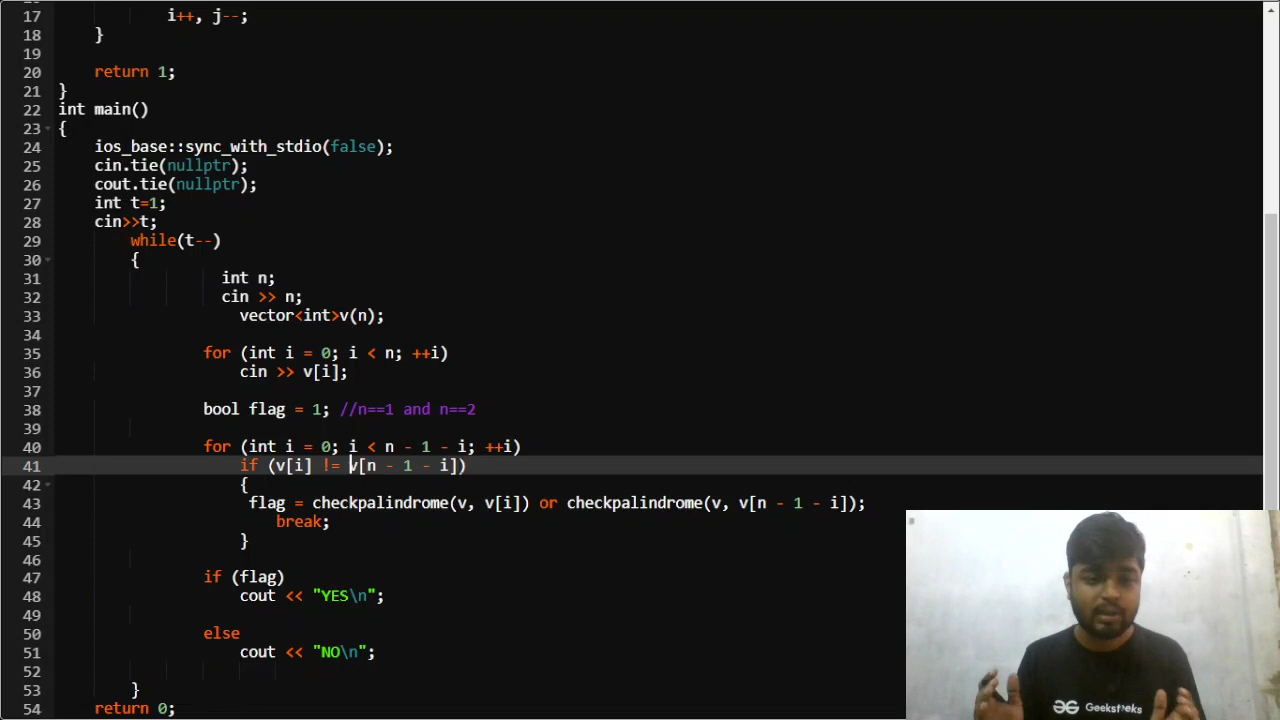 17 i++, j--;
18 }
19
20 return 1;
21 }
22 int main()
23 {
24 ios_base::sync_with_stdio(false);
25 cin.tie(nullptr);
26 cout.tie(nullptr);
27 int t=1;
28 cin>>t;
29 while(t--)
30 {
31 int n;
32 cin >> n;
33 vector<int>v(n);
34
35 for (int i = 0; i < n; ++i)
36 cin >> v[i];
37
38 bool flag = 1; //n==1 and n==2
39
40 for (int i = 0; i < n - 1 - i; ++i)
41 if (v[i] != v[n - 1 - i])
42 {
43 flag = checkpalindrome(v, v[i]) or checkpalindrome(v, v[n - 1 - i]);
44 break;
45 }
46
47 if (flag)
48 cout << "YES\n";
49
50 else
51 cout << "NO\n";
52
53 }
54 return 0;